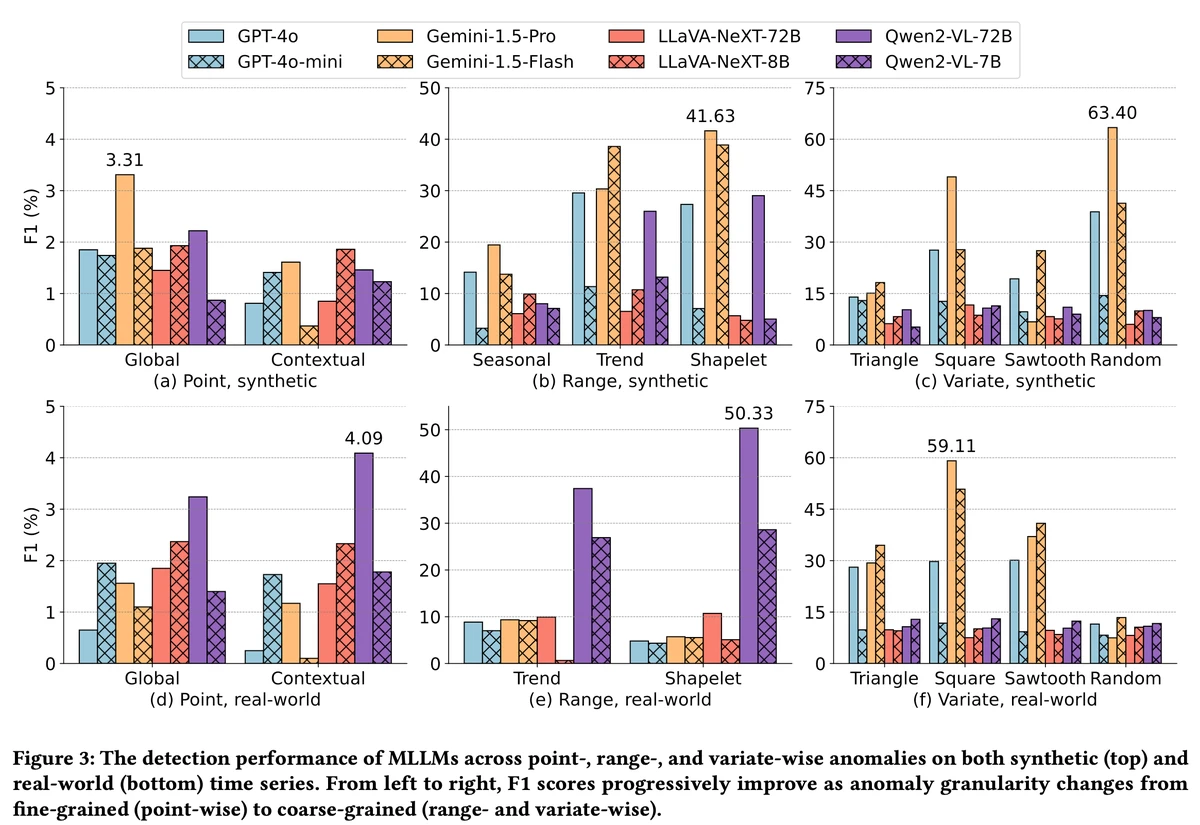 GPT-4o Gemini-1.5-Pro LLaVA-NeXT-72B Qwen2-VL-72B
GPT-4o-mini Gemini-1.5-Flash LLaVA-NeXT-8B Qwen2-VL-7B
F1 (%)
5
4
3
2
1
0
3.31
Global Contextual
(a) Point, synthetic
50
40
30
20
10
0
41.63
Seasonal Trend Shapelet
(b) Range, synthetic
75
60
45
30
15
0
63.40
Triangle Square Sawtooth Random
(c) Variate, synthetic
F1 (%)
5
4
3
2
1
0
4.09
Global Contextual
(d) Point, real-world
50
40
30
20
10
0
50.33
Trend Shapelet
(e) Range, real-world
75
60
45
30
15
0
59.11
Triangle Square Sawtooth Random
(f) Variate, real-world
Figure 3: The detection performance of MLLMs across point-, range-, and variate-wise anomalies on both synthetic (top) and
real-world (bottom) time series. From left to right, F1 scores progressively improve as anomaly granularity changes from
fine-grained (point-wise) to coarse-grained (range- and variate-wise).